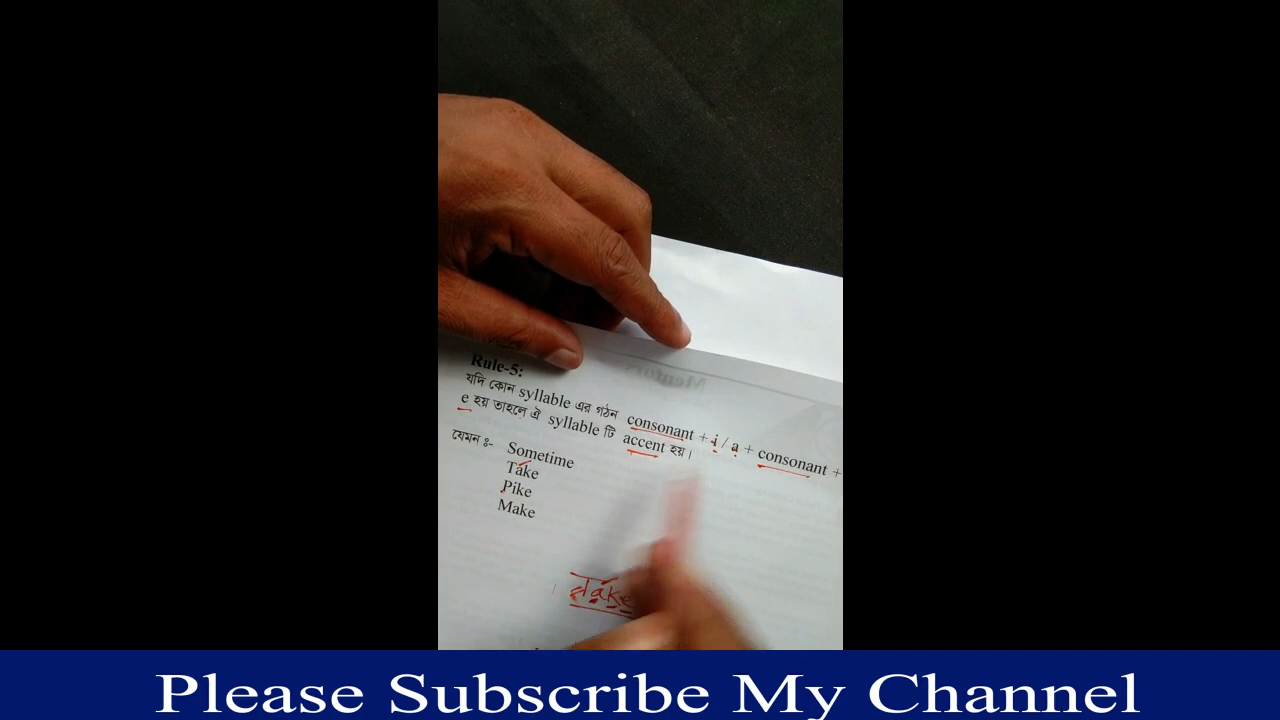 Rule-5:
যদি কোন syllable এর গঠন consonant + i / a + consonant +
e হয় তাহলে ঐ syllable টি accent হয়।
যেমন ঃ- Sometime
Take
Pike
Make
Take
Please Subscribe My Channel